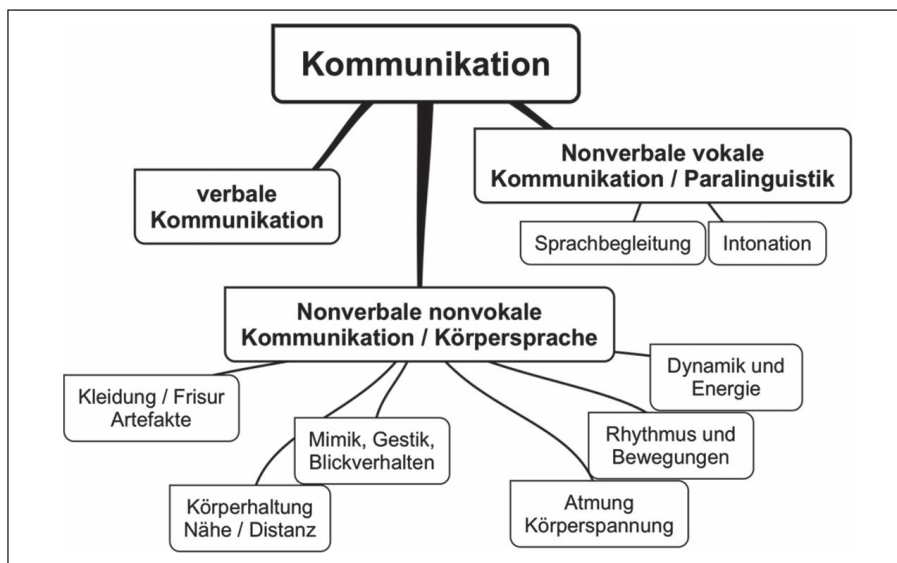 Kommunikation
verbale
Kommunikation
Nonverbale vokale
Kommunikation / Paralinguistik
Sprachbegleitung
Intonation
Nonverbale nonvokale
Kommunikation / Körpersprache
Kleidung / Frisur
Artefakte
Körperhaltung
Nähe / Distanz
Mimik, Gestik,
Blickverhalten
Atmung
Körperspannung
Rhythmus und
Bewegungen
Dynamik und
Energie